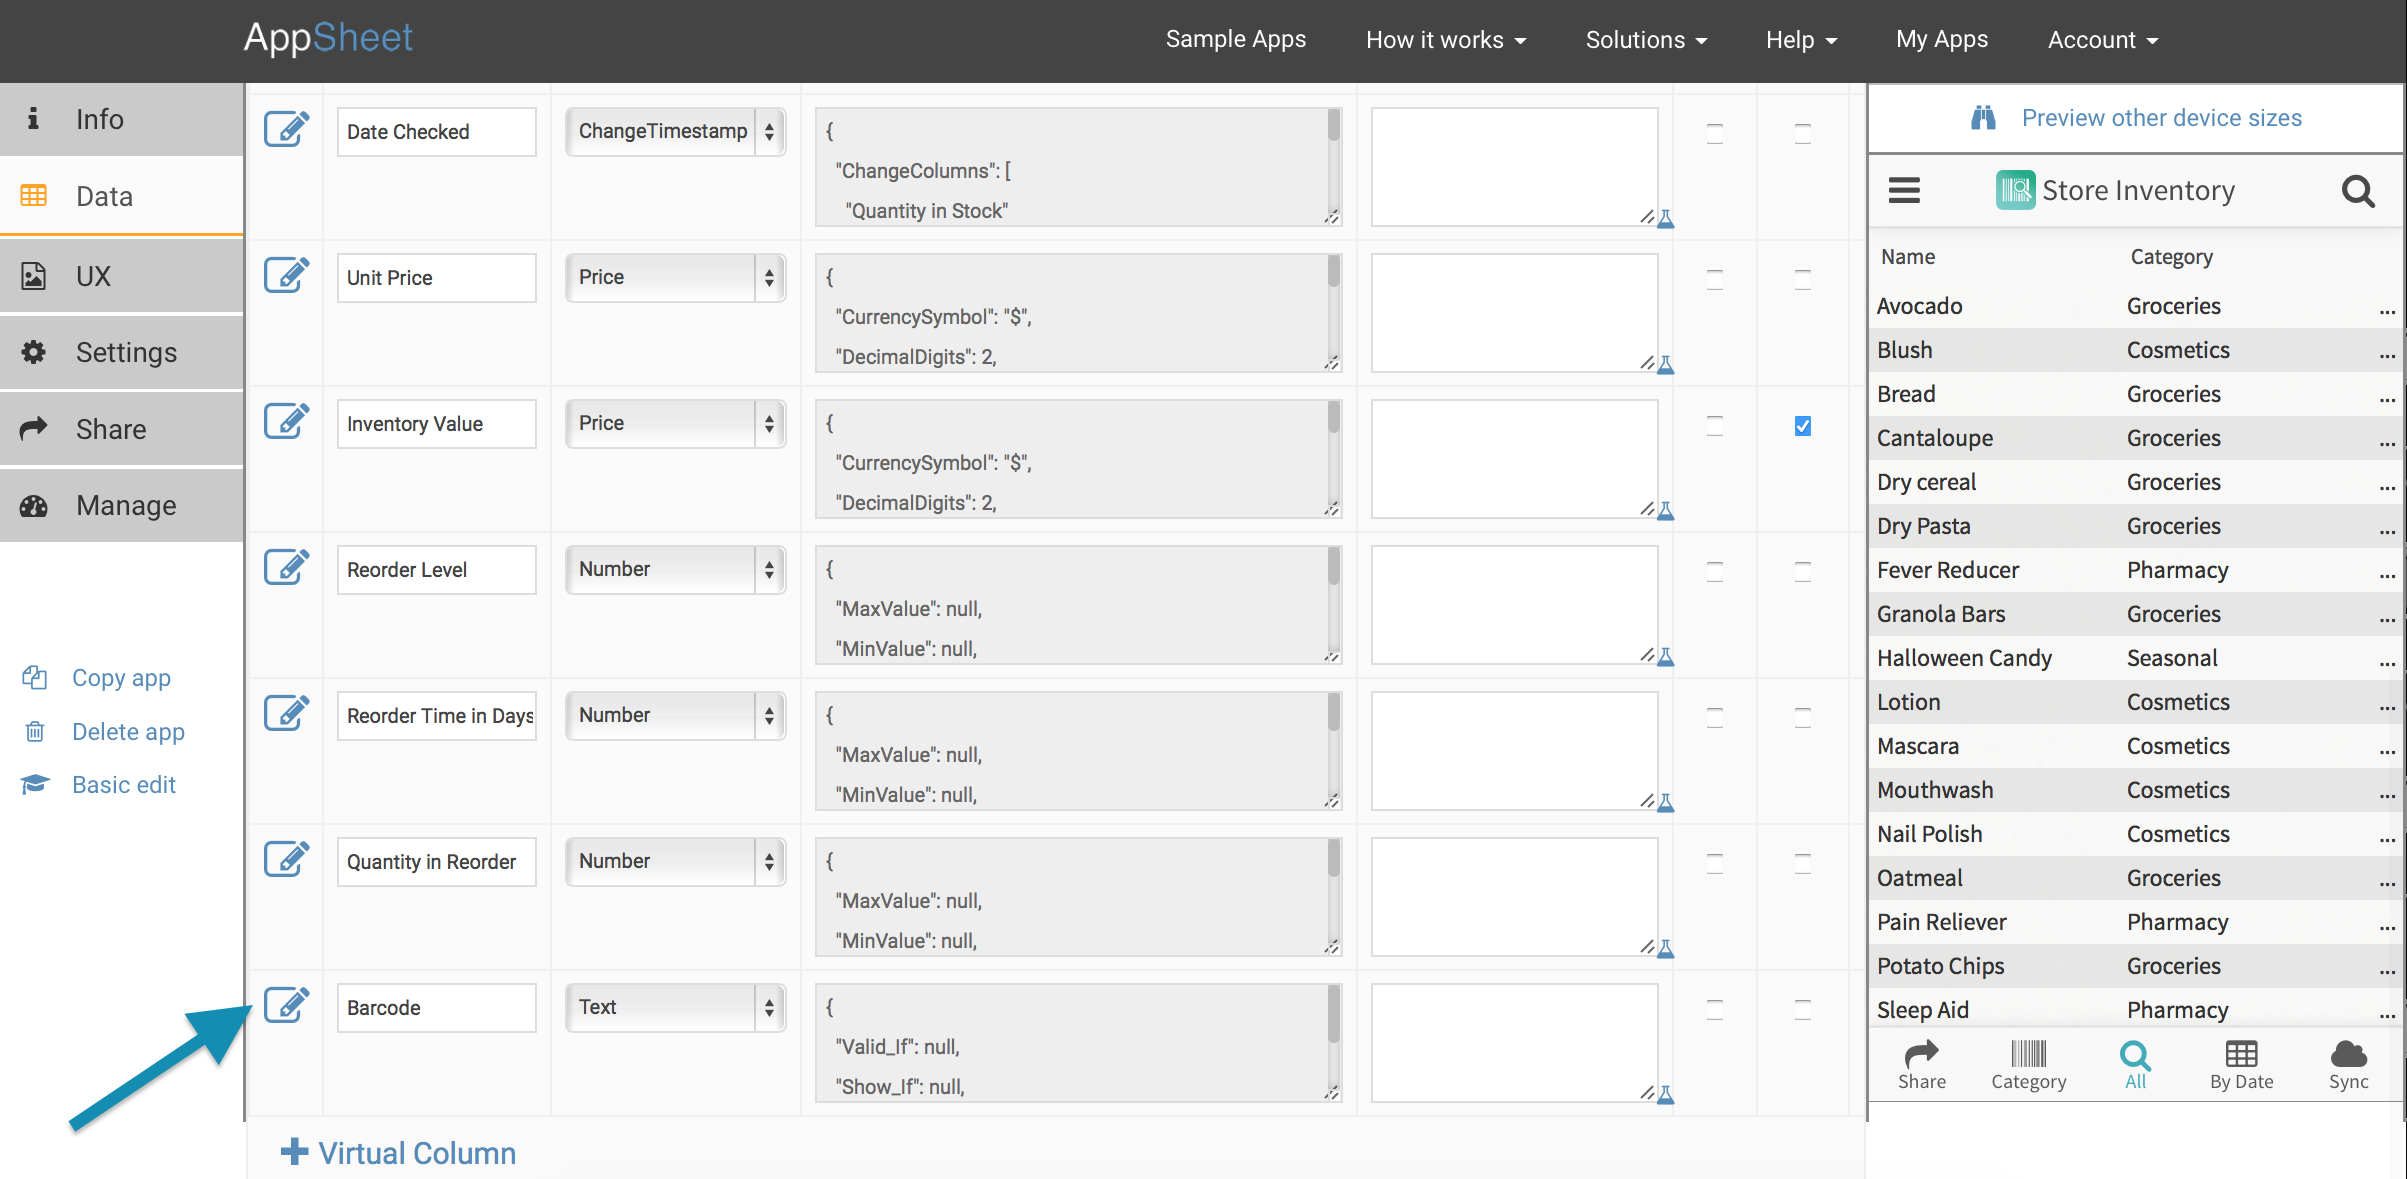 AppSheet
Sample Apps
How it works
Solutions
Help
My Apps
Account
Info
Data
UX
Settings
Share
Manage
Copy app
Delete app
Basic edit
Date Checked
ChangeTimestamp
{
"ChangeColumns": [
"Quantity in Stock"
Unit Price
Price
{
"CurrencySymbol": "$",
"DecimalDigits": 2,
Inventory Value
Price
{
"CurrencySymbol": "$",
"DecimalDigits": 2,
Reorder Level
Number
{
"MaxValue": null,
"MinValue": null,
Reorder Time in Days
Number
{
"MaxValue": null,
"MinValue": null,
Quantity in Reorder
Number
{
"MaxValue": null,
"MinValue": null,
Barcode
Text
{
"Valid_If": null,
"Show_If": null,
Virtual Column
Preview other device sizes
Store Inventory
Name Category
Avocado Groceries ...
Blush Cosmetics ...
Bread Groceries ...
Cantaloupe Groceries ...
Dry cereal Groceries ...
Dry Pasta Groceries ...
Fever Reducer Pharmacy ...
Granola Bars Groceries ...
Halloween Candy Seasonal ...
Lotion Cosmetics ...
Mascara Cosmetics ...
Mouthwash Cosmetics ...
Nail Polish Cosmetics ...
Oatmeal Groceries ...
Pain Reliever Pharmacy ...
Potato Chips Groceries ...
Sleep Aid Pharmacy ...
Share
Category
All
By Date
Sync